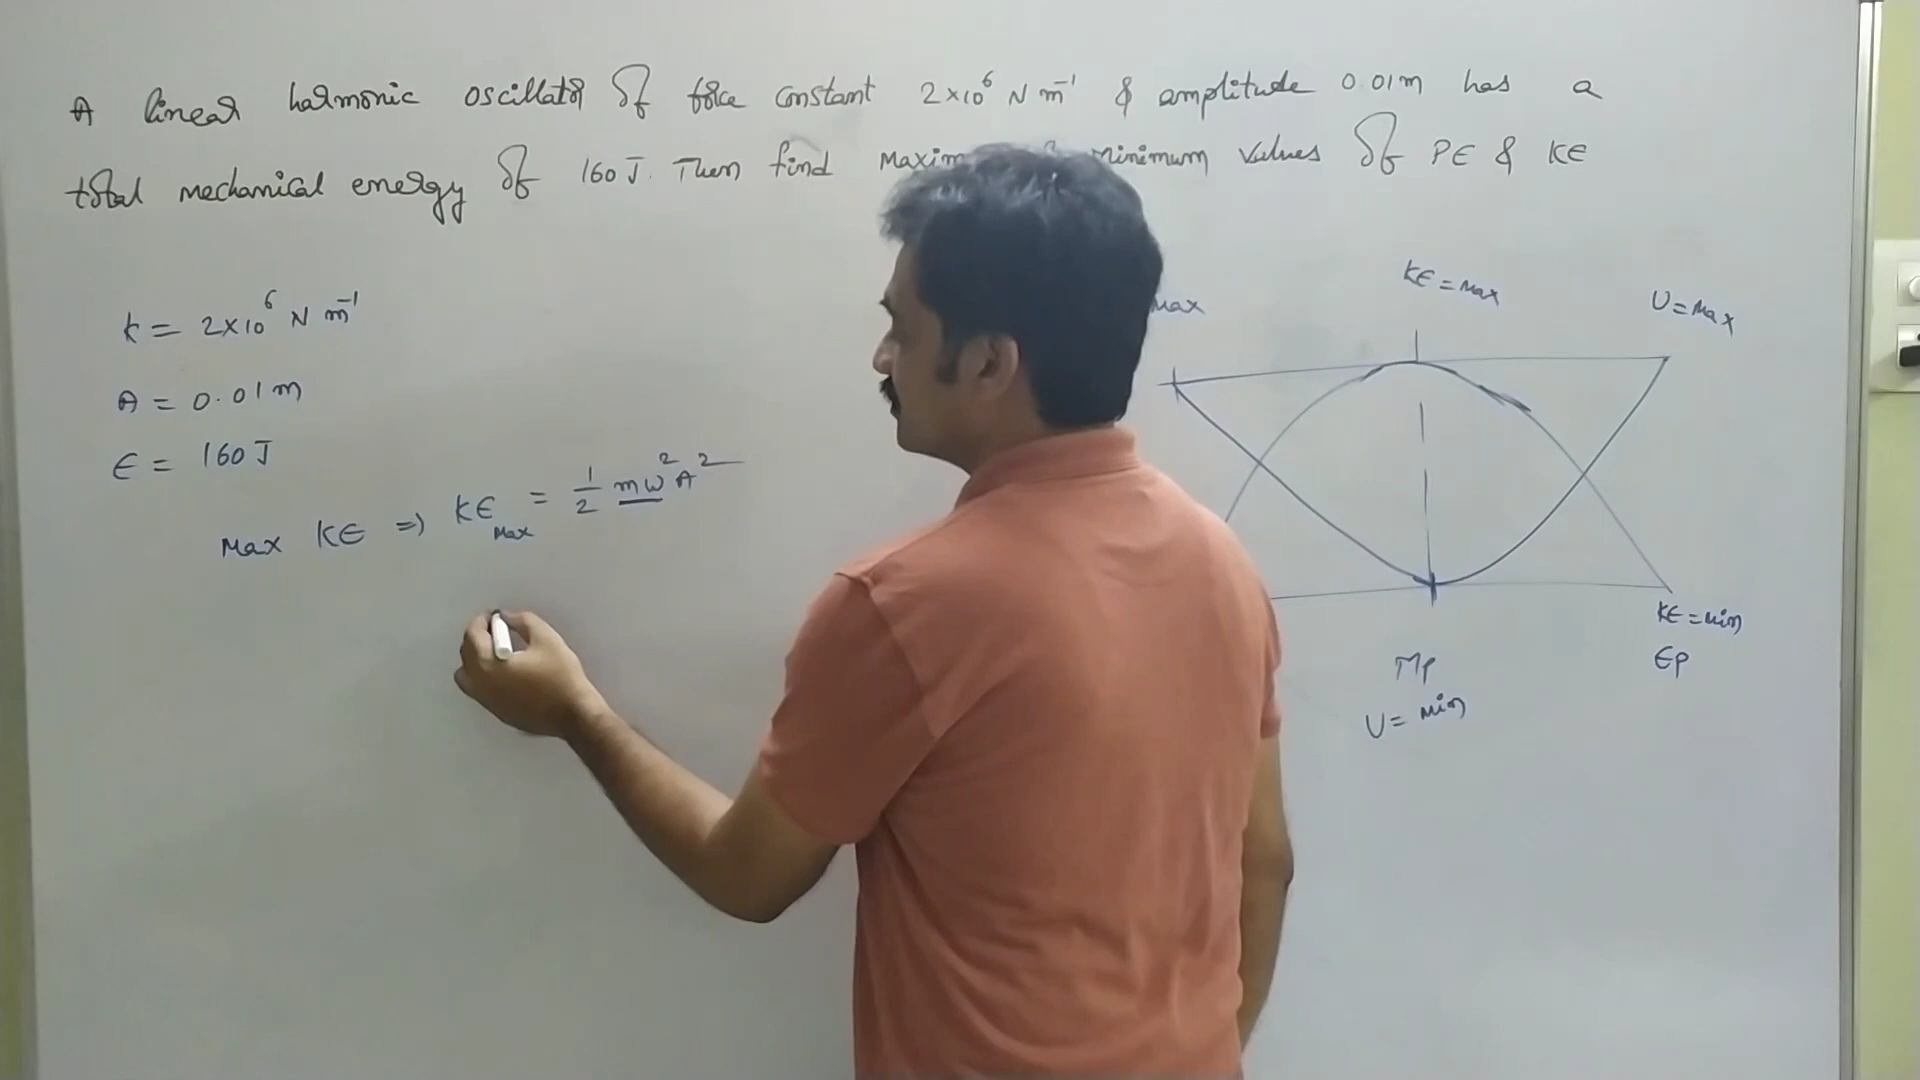 A linear harmonic oscillator of force constant 2×10⁶ N m⁻¹ & amplitude 0.01m has a
total mechanical energy of 160 J. Then find minimum values of PE & KE
k = 2×10⁶ N m⁻¹
A = 0.01m
E = 160 J
Max KE ⇒ KE_Max = 1/2 mω²A²
Max
KE = Max
U = Max
KE = min
EP
MP
U = min